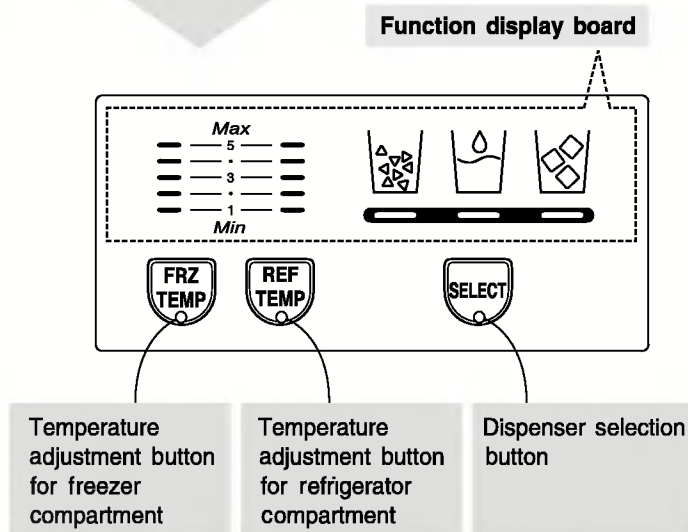 Function display board
Max
5
•
3
•
1
Min
FRZ
TEMP
REF
TEMP
SELECT
Temperature
adjustment button
for freezer
compartment
Temperature
adjustment button
for refrigerator
compartment
Dispenser selection
button